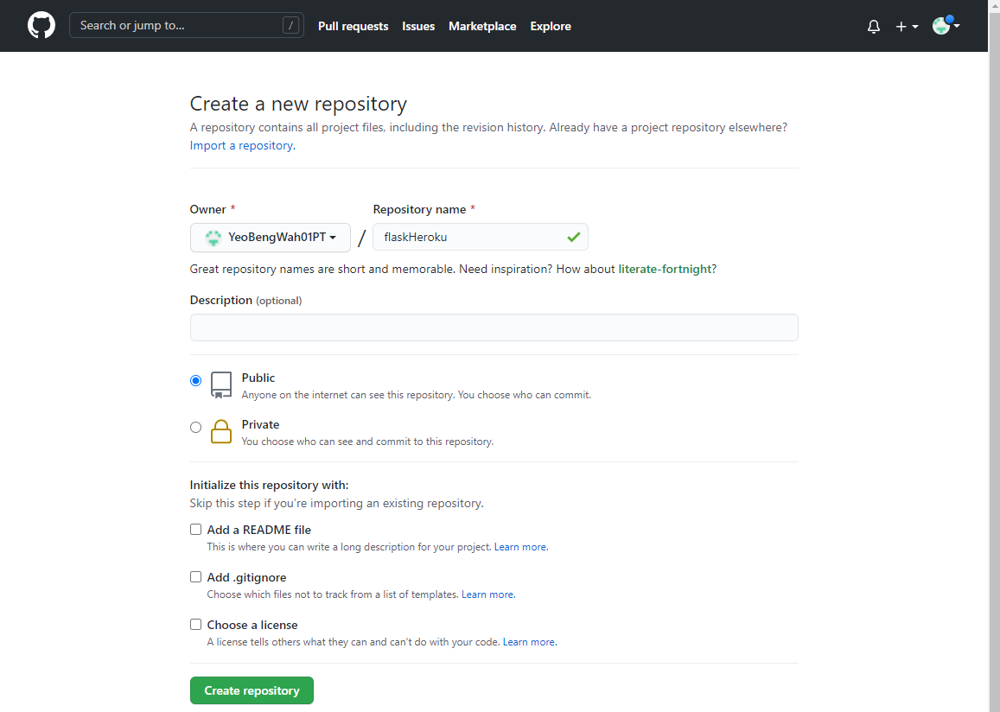 Search or jump to... / Pull requests Issues Marketplace Explore
Create a new repository
A repository contains all project files, including the revision history. Already have a project repository elsewhere?
Import a repository.
Owner * Repository name *
YeoBengWah01PT / flaskHeroku
Great repository names are short and memorable. Need inspiration? How about literate-fortnight?
Description (optional)
Public
Anyone on the internet can see this repository. You choose who can commit.
Private
You choose who can see and commit to this repository.
Initialize this repository with:
Skip this step if you’re importing an existing repository.
Add a README file
This is where you can write a long description for your project. Learn more.
Add .gitignore
Choose which files not to track from a list of templates. Learn more.
Choose a license
A license tells others what they can and can't do with your code. Learn more.
Create repository